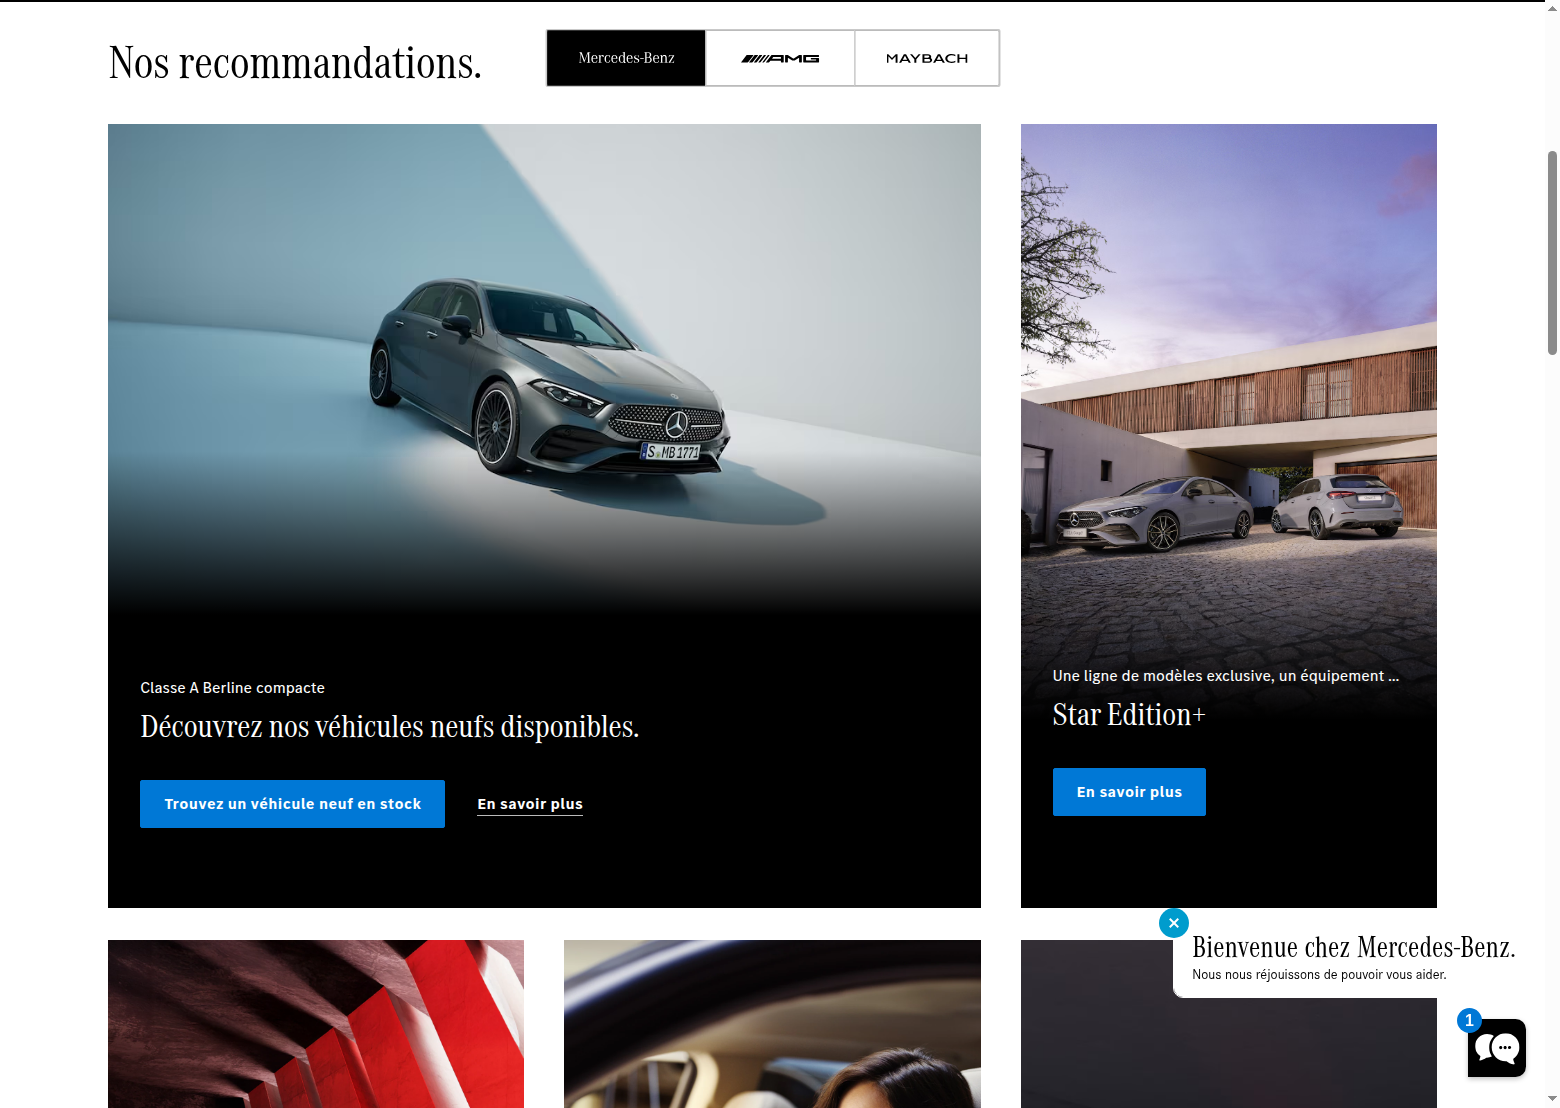 Nos recommandations.
Mercedes-Benz
AMG
MAYBACH
S MB 1771
Classe A Berline compacte
Découvrez nos véhicules neufs disponibles.
Trouvez un véhicule neuf en stock
En savoir plus
Une ligne de modèles exclusive, un équipement ...
Star Edition+
En savoir plus
Bienvenue chez Mercedes-Benz.
Nous nous réjouissons de pouvoir vous aider.
1